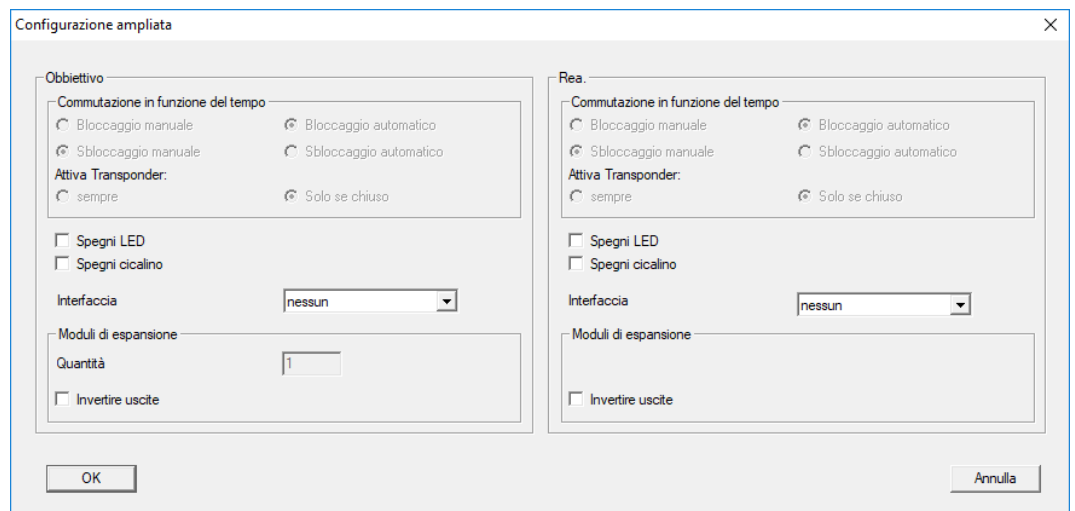 Configurazione ampliata
Obbiettivo
Commutazione in funzione del tempo
Bloccaggio manuale
Bloccaggio automatico
Sbloccaggio manuale
Sbloccaggio automatico
Attiva Transponder:
sempre
Solo se chiuso
Spegni LED
Spegni cicalino
Interfaccia
nessun
Moduli di espansione
Quantità
1
Invertire uscite
Rea.
Commutazione in funzione del tempo
Bloccaggio manuale
Bloccaggio automatico
Sbloccaggio manuale
Sbloccaggio automatico
Attiva Transponder:
sempre
Solo se chiuso
Spegni LED
Spegni cicalino
Interfaccia
nessun
Moduli di espansione
Invertire uscite
OK
Annulla